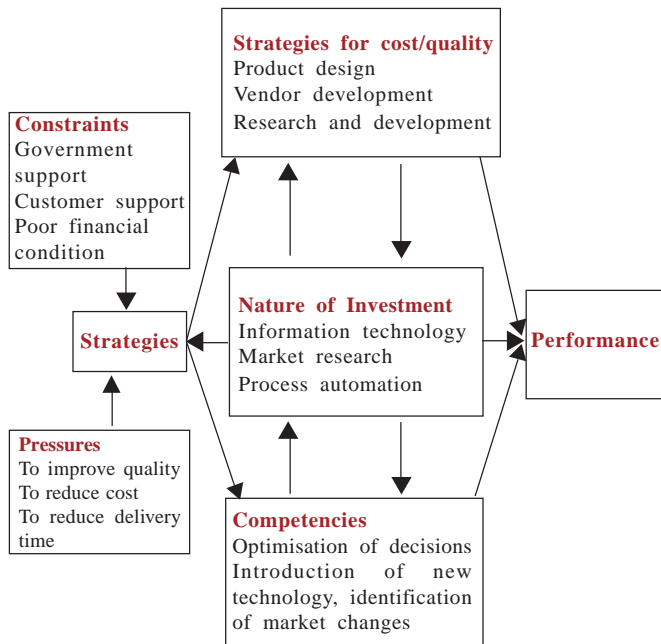 Strategies for cost/quality
Product design
Vendor development
Research and development
Constraints
Government
support
Customer support
Poor financial
condition
Strategies
Nature of Investment
Information technology
Market research
Process automation
Performance
Pressures
To improve quality
To reduce cost
To reduce delivery
time
Competencies
Optimisation of decisions
Introduction of new
technology, identification
of market changes